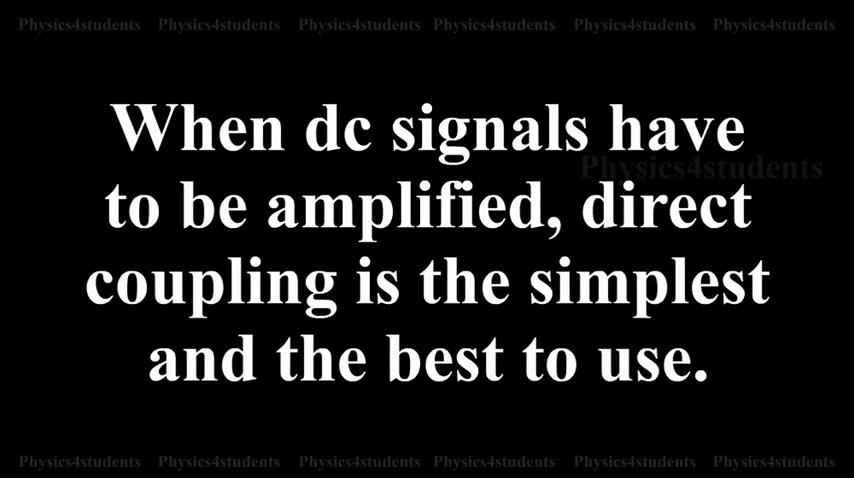 Physics4students Physics4students Physics4students Physics4students Physics4students Physics4students
When dc signals have
Physics4students
to be amplified, direct
coupling is the simplest
and the best to use.
Physics4students Physics4students Physics4students Physics4students Physics4students Physics4students